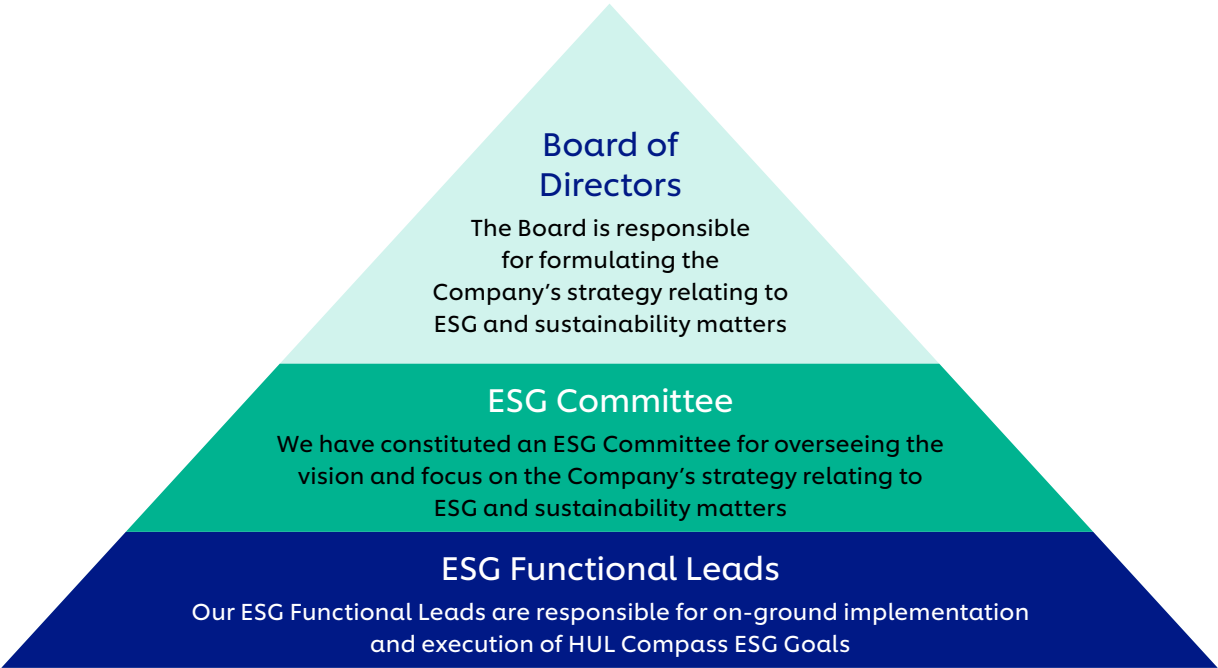 Board of
Directors
The Board is responsible
for formulating the
Company’s strategy relating to
ESG and sustainability matters
ESG Committee
We have constituted an ESG Committee for overseeing the
vision and focus on the Company’s strategy relating to
ESG and sustainability matters
ESG Functional Leads
Our ESG Functional Leads are responsible for on-ground implementation
and execution of HUL Compass ESG Goals